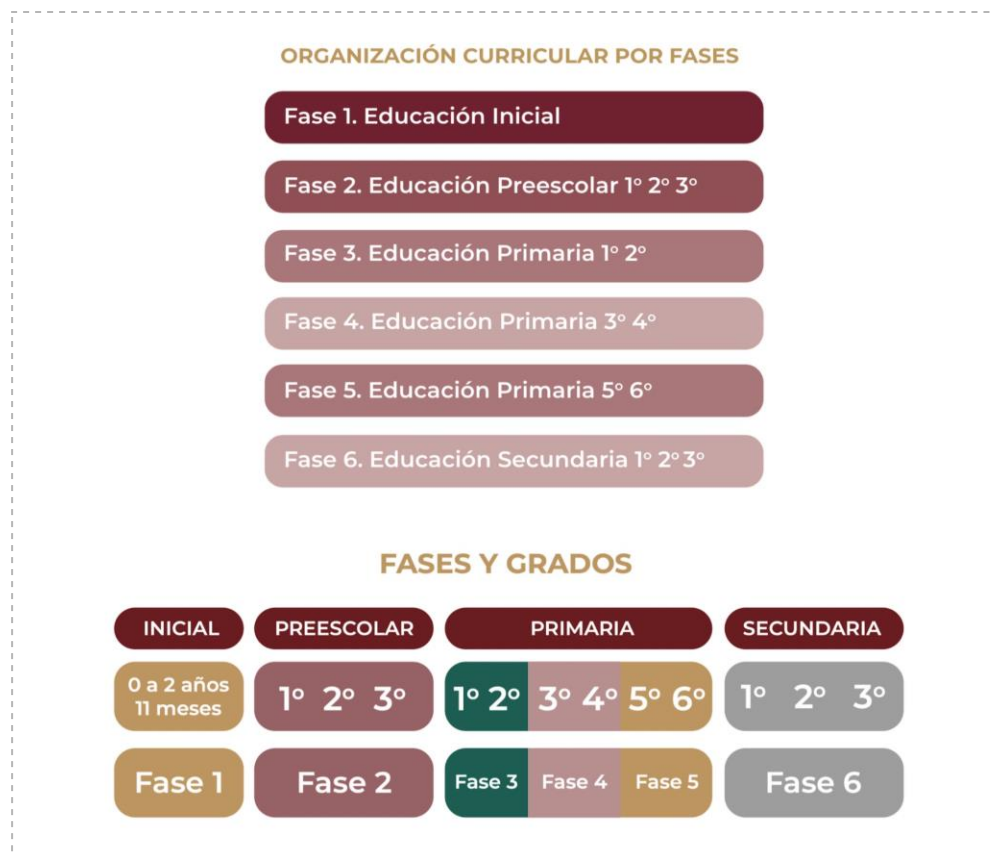 ORGANIZACIÓN CURRICULAR POR FASES
Fase 1. Educación Inicial
Fase 2. Educación Preescolar 1° 2° 3°
Fase 3. Educación Primaria 1° 2°
Fase 4. Educación Primaria 3° 4°
Fase 5. Educación Primaria 5° 6°
Fase 6. Educación Secundaria 1° 2° 3°
FASES Y GRADOS
INICIAL PREESCOLAR PRIMARIA SECUNDARIA
0 a 2 años
11 meses
1° 2° 3° 1° 2° 3° 4° 5° 6° 1° 2° 3°
Fase 1 Fase 2 Fase 3 Fase 4 Fase 5 Fase 6